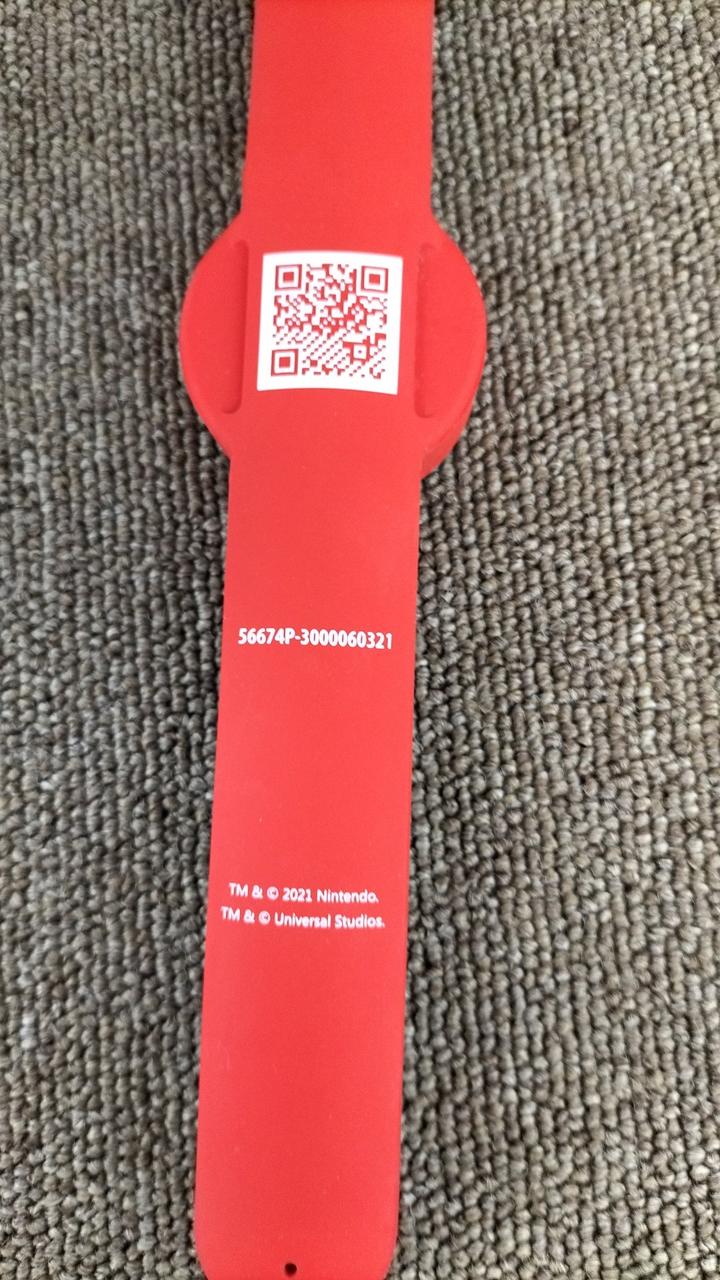 56674P-3000060321
TM & © 2021 Nintendo.
TM & © Universal Studios.